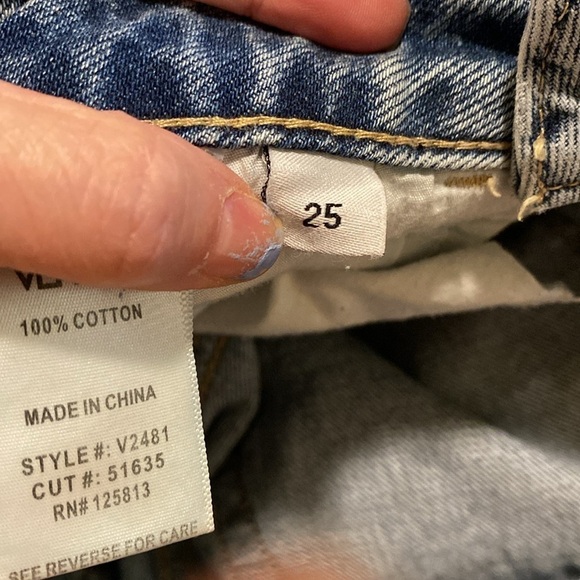 25
100% COTTON
MADE IN CHINA
STYLE #: V2481
CUT #: 51635
RN# 125813
SEE REVERSE FOR CARE